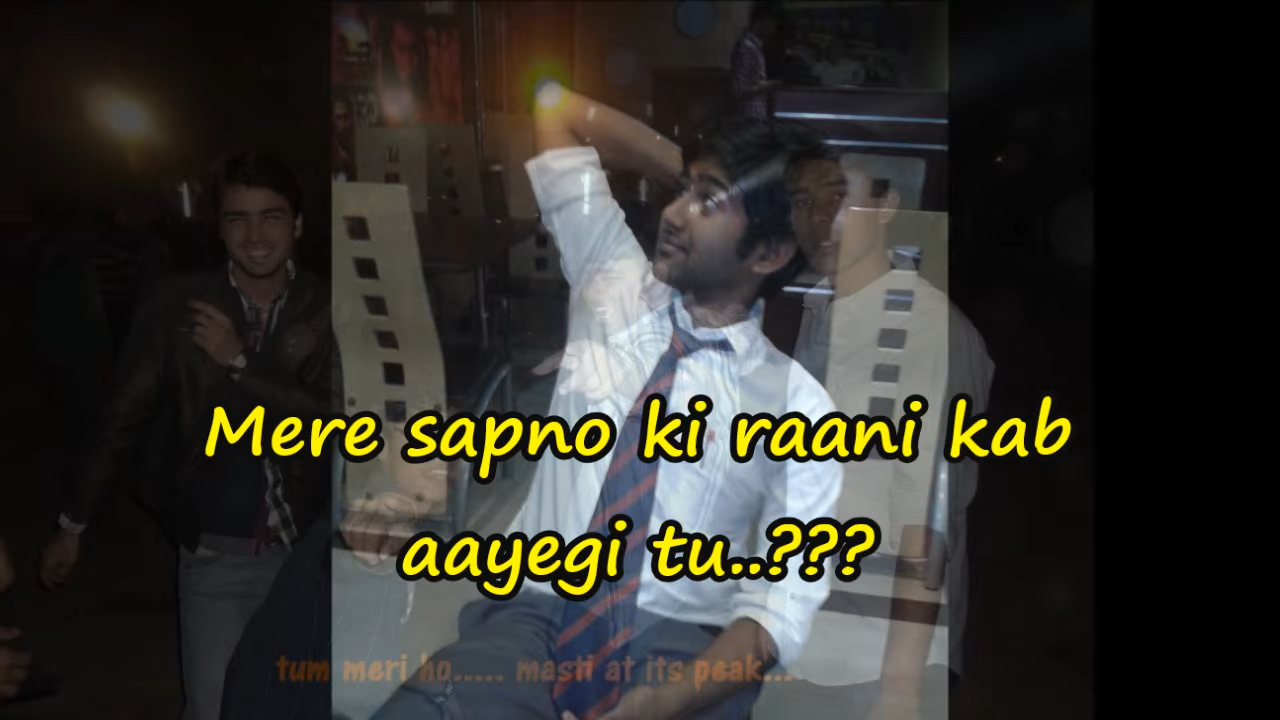 Mere sapno ki raani kab
aayegi tu..???
tum meri ho..... masti at its peak...